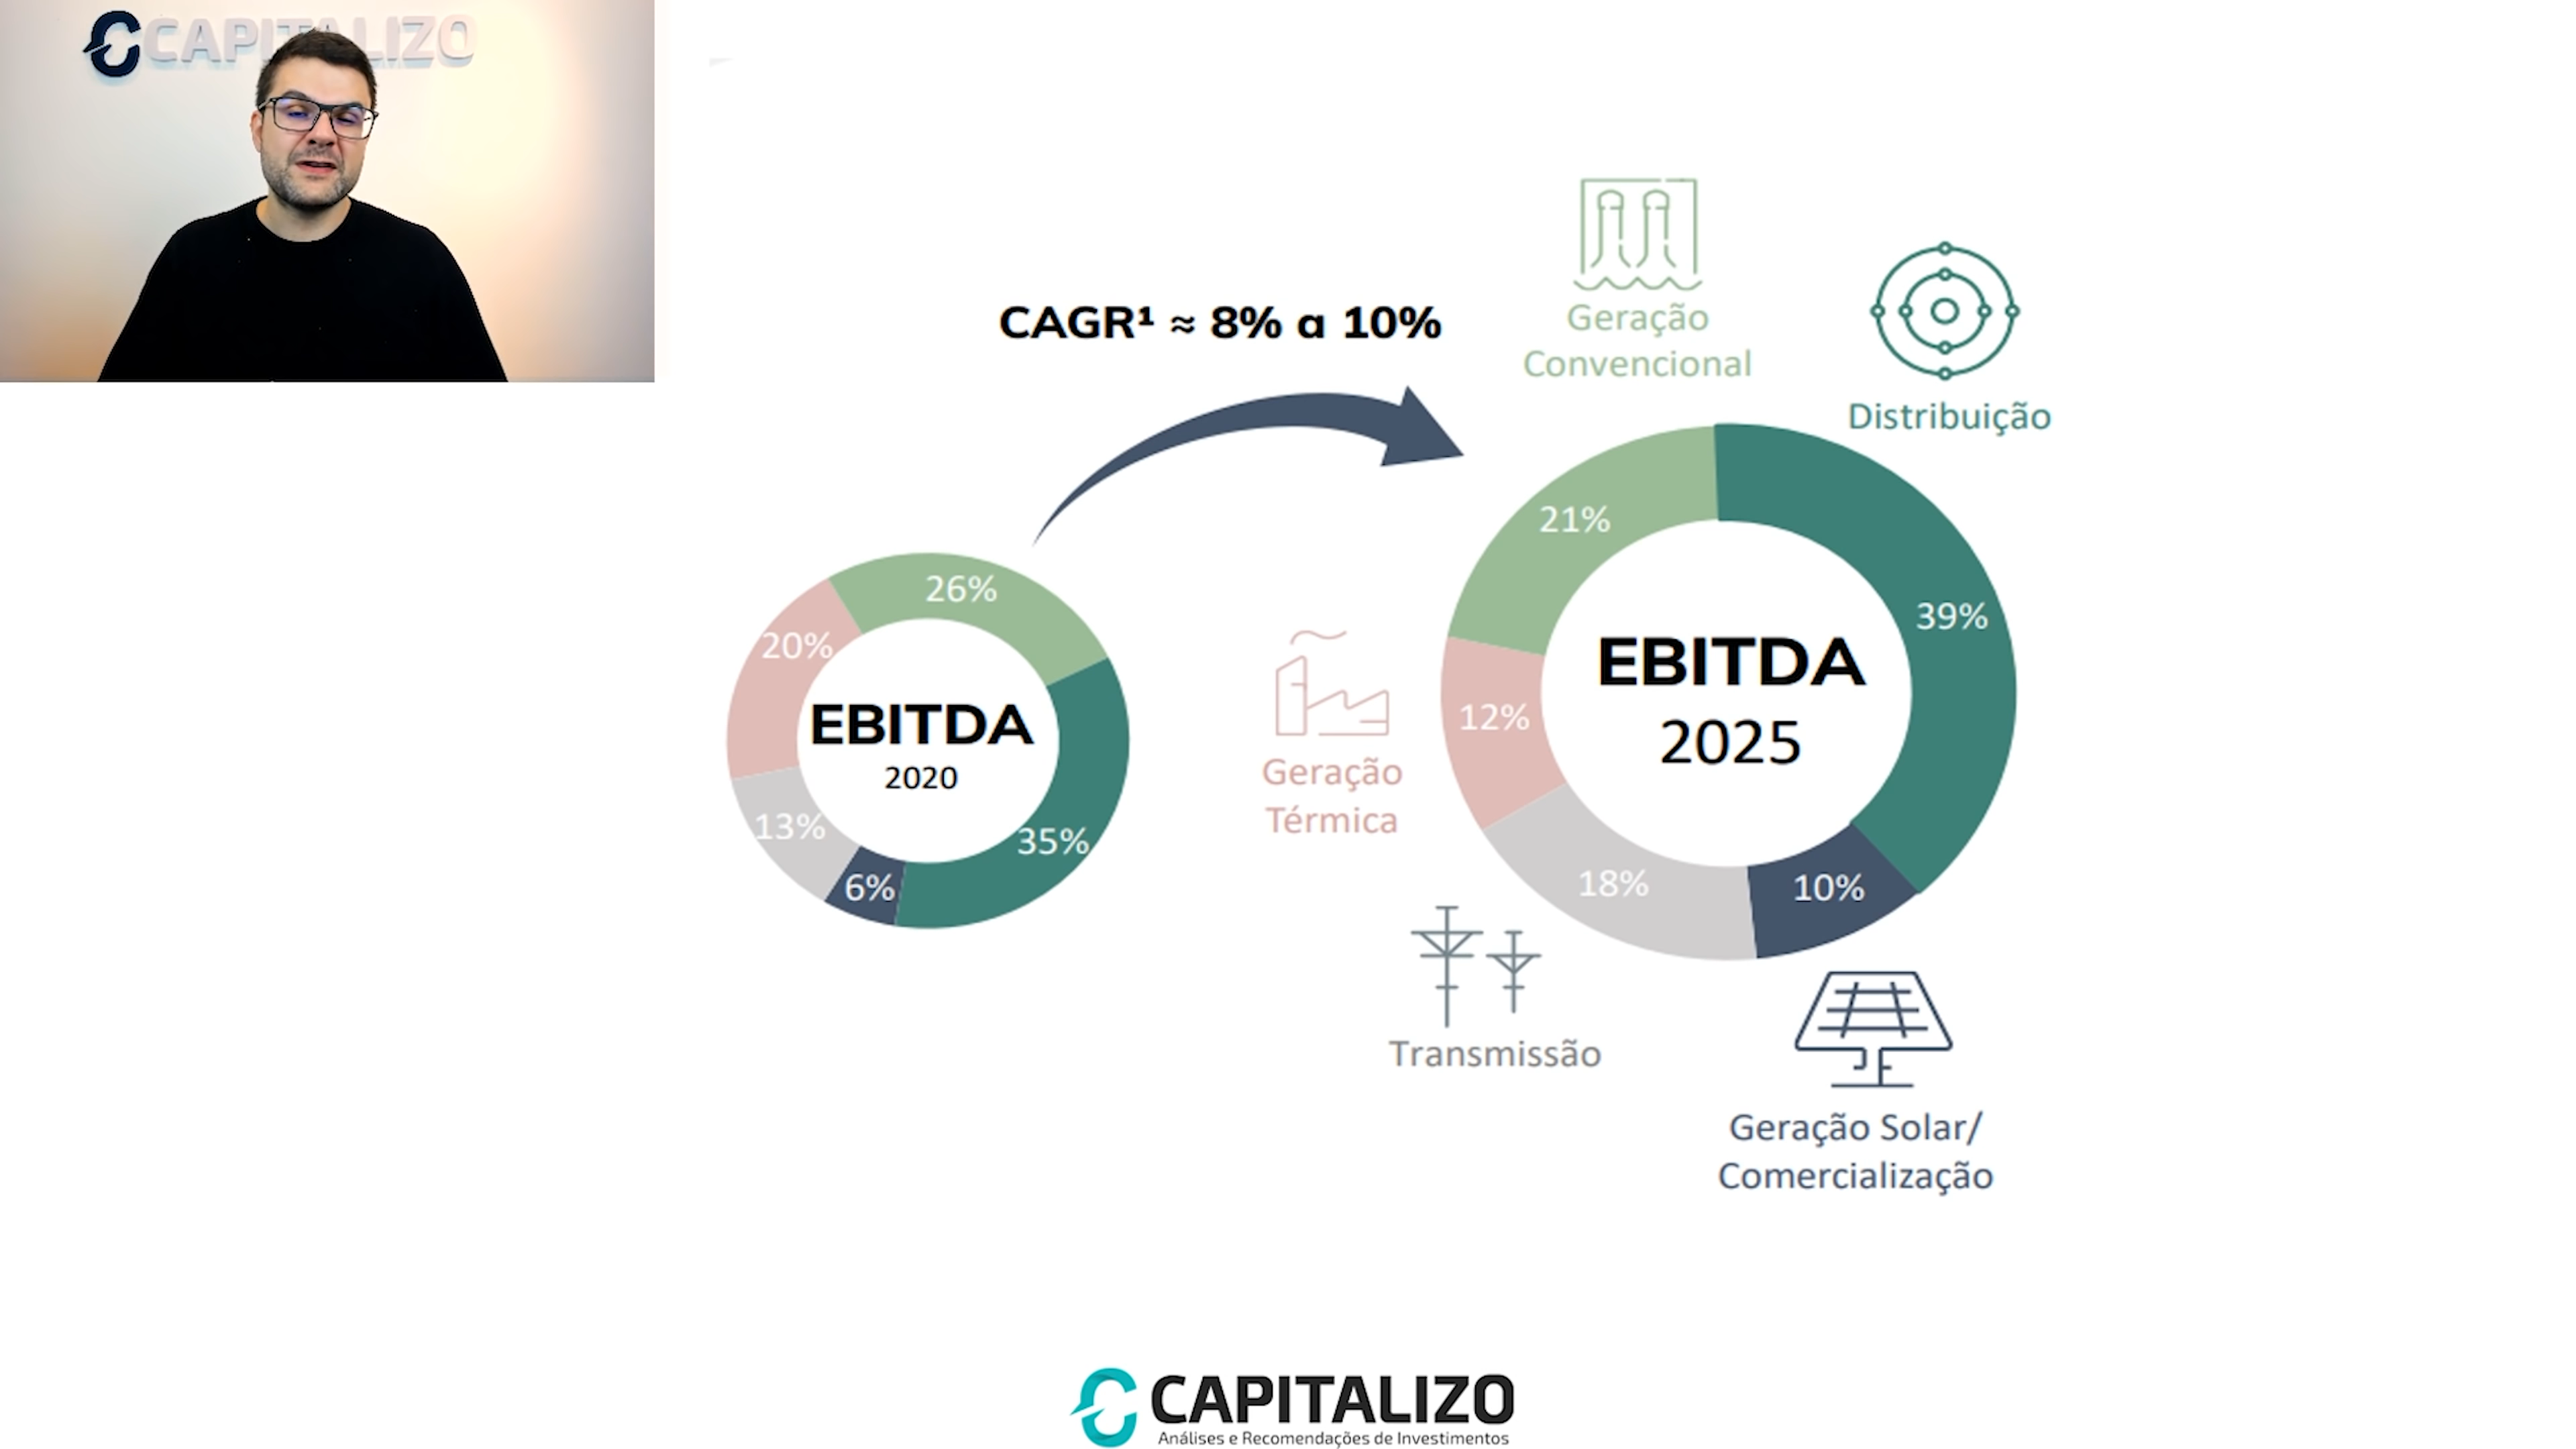 CAPITALIZO
CAGR¹ ≈ 8% a 10%
Geração
Convencional
Distribuição
26%
20%
13%
6%
35%
EBITDA
2020
21%
39%
12%
18%
10%
EBITDA
2025
Geração
Térmica
Transmissão
Geração Solar/
Comercialização
CAPITALIZO
Análises e Recomendações de Investimentos